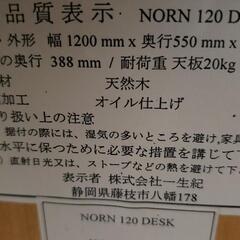 品質表示 NORN 120 D
外形 幅1200mm x 奥行550mm x
の奥行 388mm / 耐荷重 天板20kg
材 天然木
加工 オイル仕上げ
り扱い上の注意
据付の際には、湿気の多いところを避け,家具
水平に保つために必要な措置を講じて下
) 直射日光又は、ストーブなどの熱を避け
表示者 株式会社一生紀
静岡県藤枝市八幡178
NORN 120 DESK